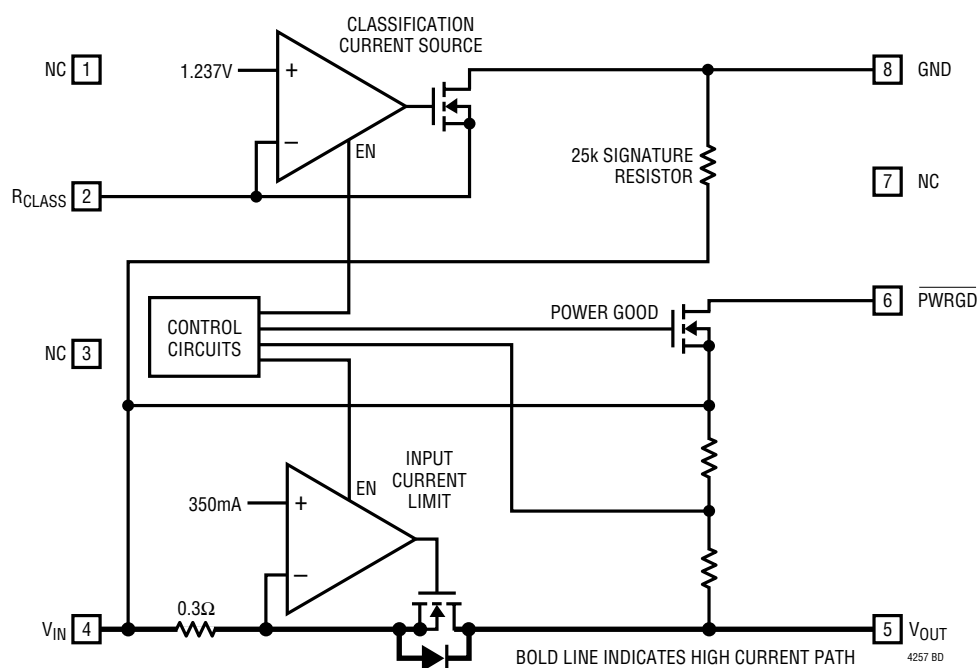 CLASSIFICATION
CURRENT SOURCE
NC 1
1.237V
+
8 GND
–
EN
25k SIGNATURE
RESISTOR
7 NC
RCLASS 2
6 PWRGD
POWER GOOD
CONTROL
CIRCUITS
NC 3
INPUT
CURRENT
LIMIT
EN
350mA
+
–
0.3Ω
VIN 4
5 VOUT
BOLD LINE INDICATES HIGH CURRENT PATH
4257 BD